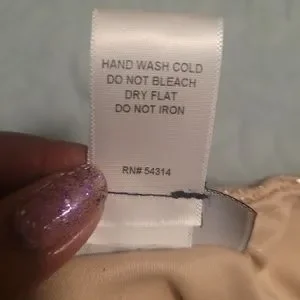 HAND WASH COLD
DO NOT BLEACH
DRY FLAT
DO NOT IRON
RN# 54314